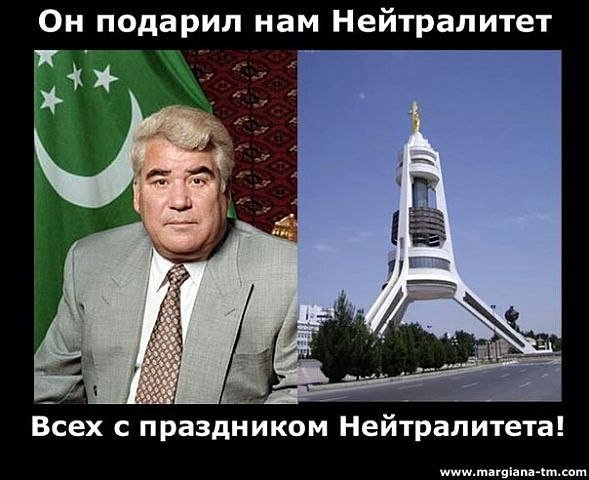 Он подарил нам Нейтралитет
Всех с праздником Нейтралитета!
www.margiana-tm.com